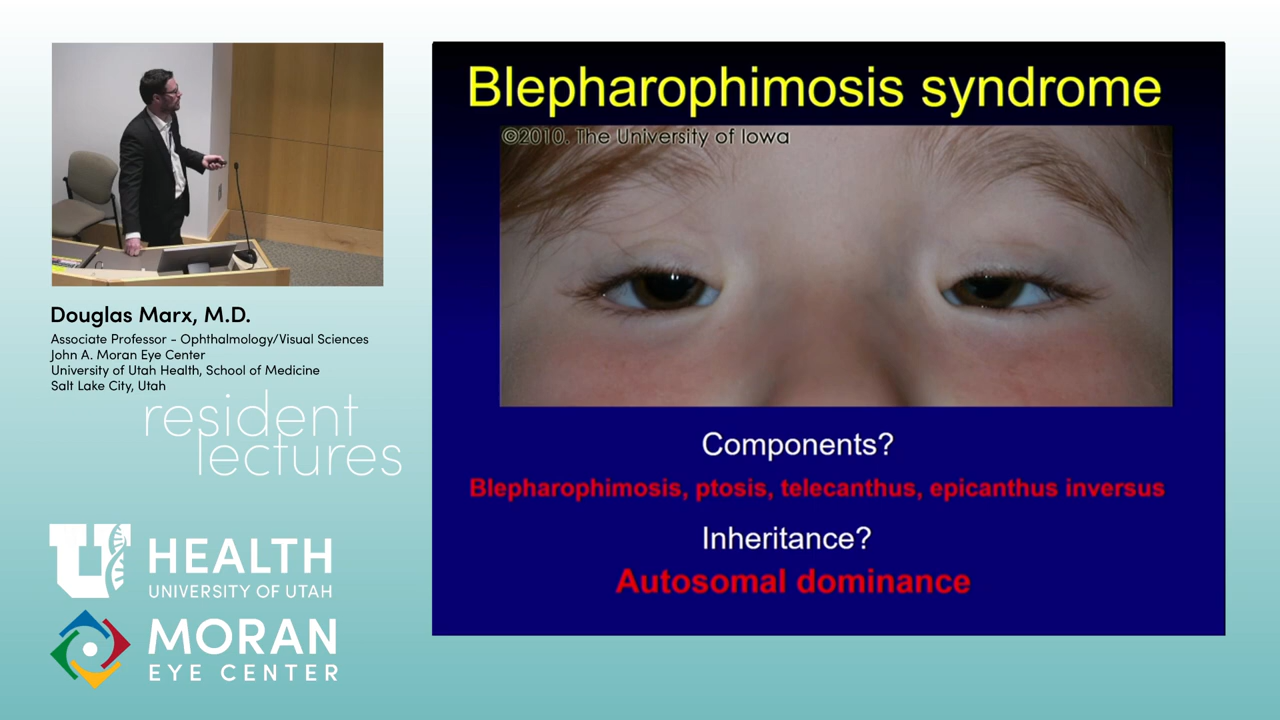 Blepharophimosis syndrome
©2010. The University of Iowa
Components?
Blepharophimosis, ptosis, telecanthus, epicanthus inversus
Inheritance?
Autosomal dominance
Douglas Marx, M.D.
Associate Professor - Ophthalmology/Visual Sciences
John A. Moran Eye Center
University of Utah Health, School of Medicine
Salt Lake City, Utah
resident
lectures
U HEALTH
UNIVERSITY OF UTAH
MORAN
EYE CENTER